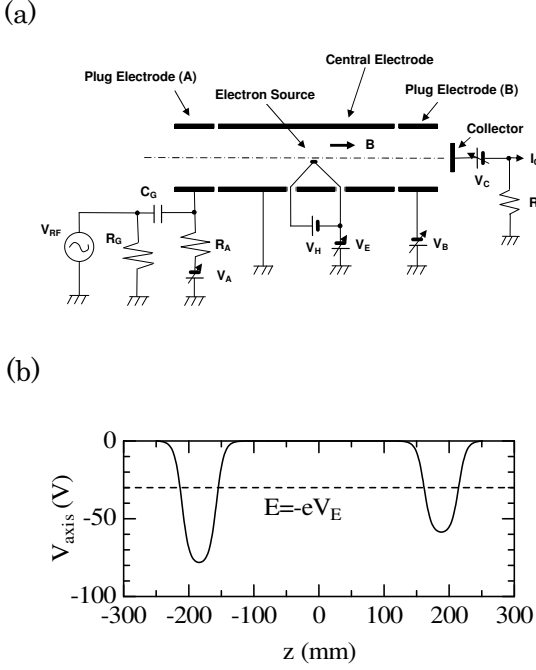 (a)
Central Electrode
Plug Electrode (A)
Plug Electrode (B)
Electron Source
Collector
B
V_C
C_G
V_RF
R_G
R_A
V_A
V_H
V_E
V_B
R
(b)
0
-50
-100
V_axis (V)
E=-eV_E
-300 -200 -100 0 100 200 300
z (mm)